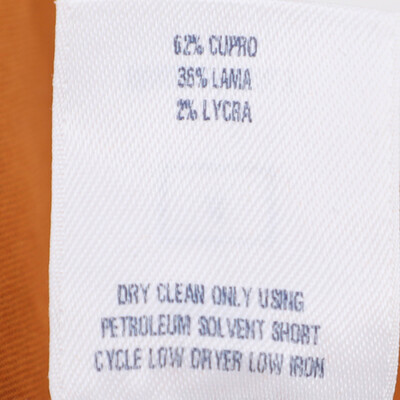 62% CUPRO
36% LAMA
2% LYCRA
DRY CLEAN ONLY USING
PETROLEUM SOLVENT SHORT
CYCLE LOW DRYER LOW IRON